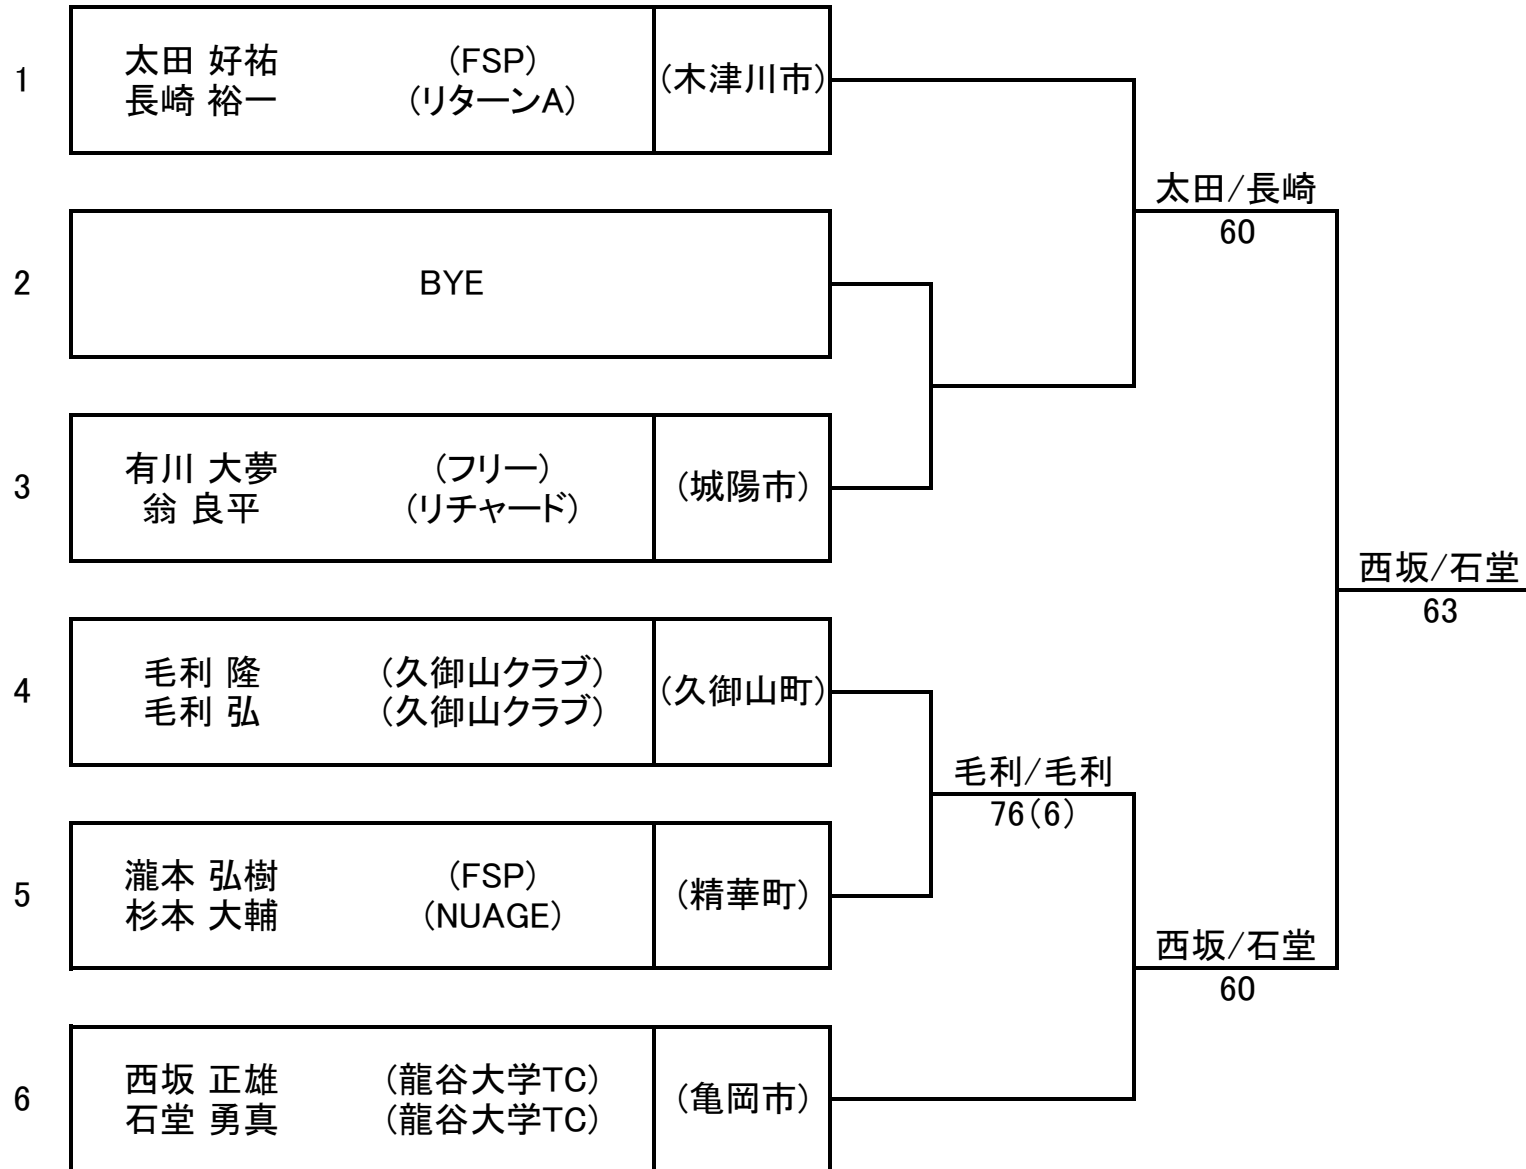 1
太田 好祐 (FSP) (木津川市)
長崎 裕一 (リターンA)
太田/長崎
60
2
BYE
3
有川 大夢 (フリー) (城陽市)
翁 良平 (リチャード)
西坂/石堂
63
4
毛利 隆 (久御山クラブ) (久御山町)
毛利 弘 (久御山クラブ)
毛利/毛利
76(6)
5
瀧本 弘樹 (FSP) (精華町)
杉本 大輔 (NUAGE)
西坂/石堂
60
6
西坂 正雄 (龍谷大学TC) (亀岡市)
石堂 勇真 (龍谷大学TC)